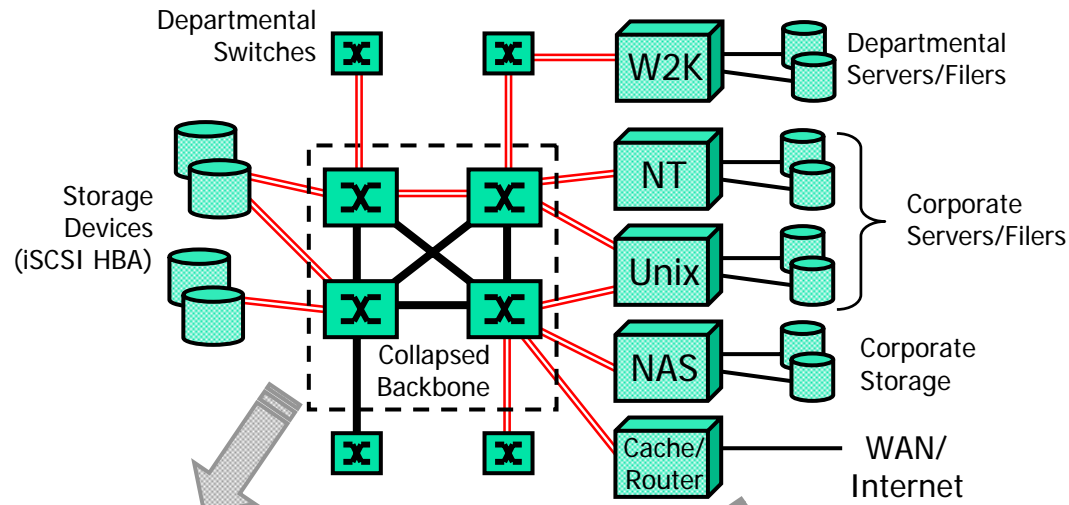 Departmental
Switches
W2K
Departmental
Servers/Filers
Storage
Devices
(iSCSI HBA)
NT
Unix
Corporate
Servers/Filers
Collapsed
Backbone
NAS
Corporate
Storage
Cache/
Router
WAN/
Internet